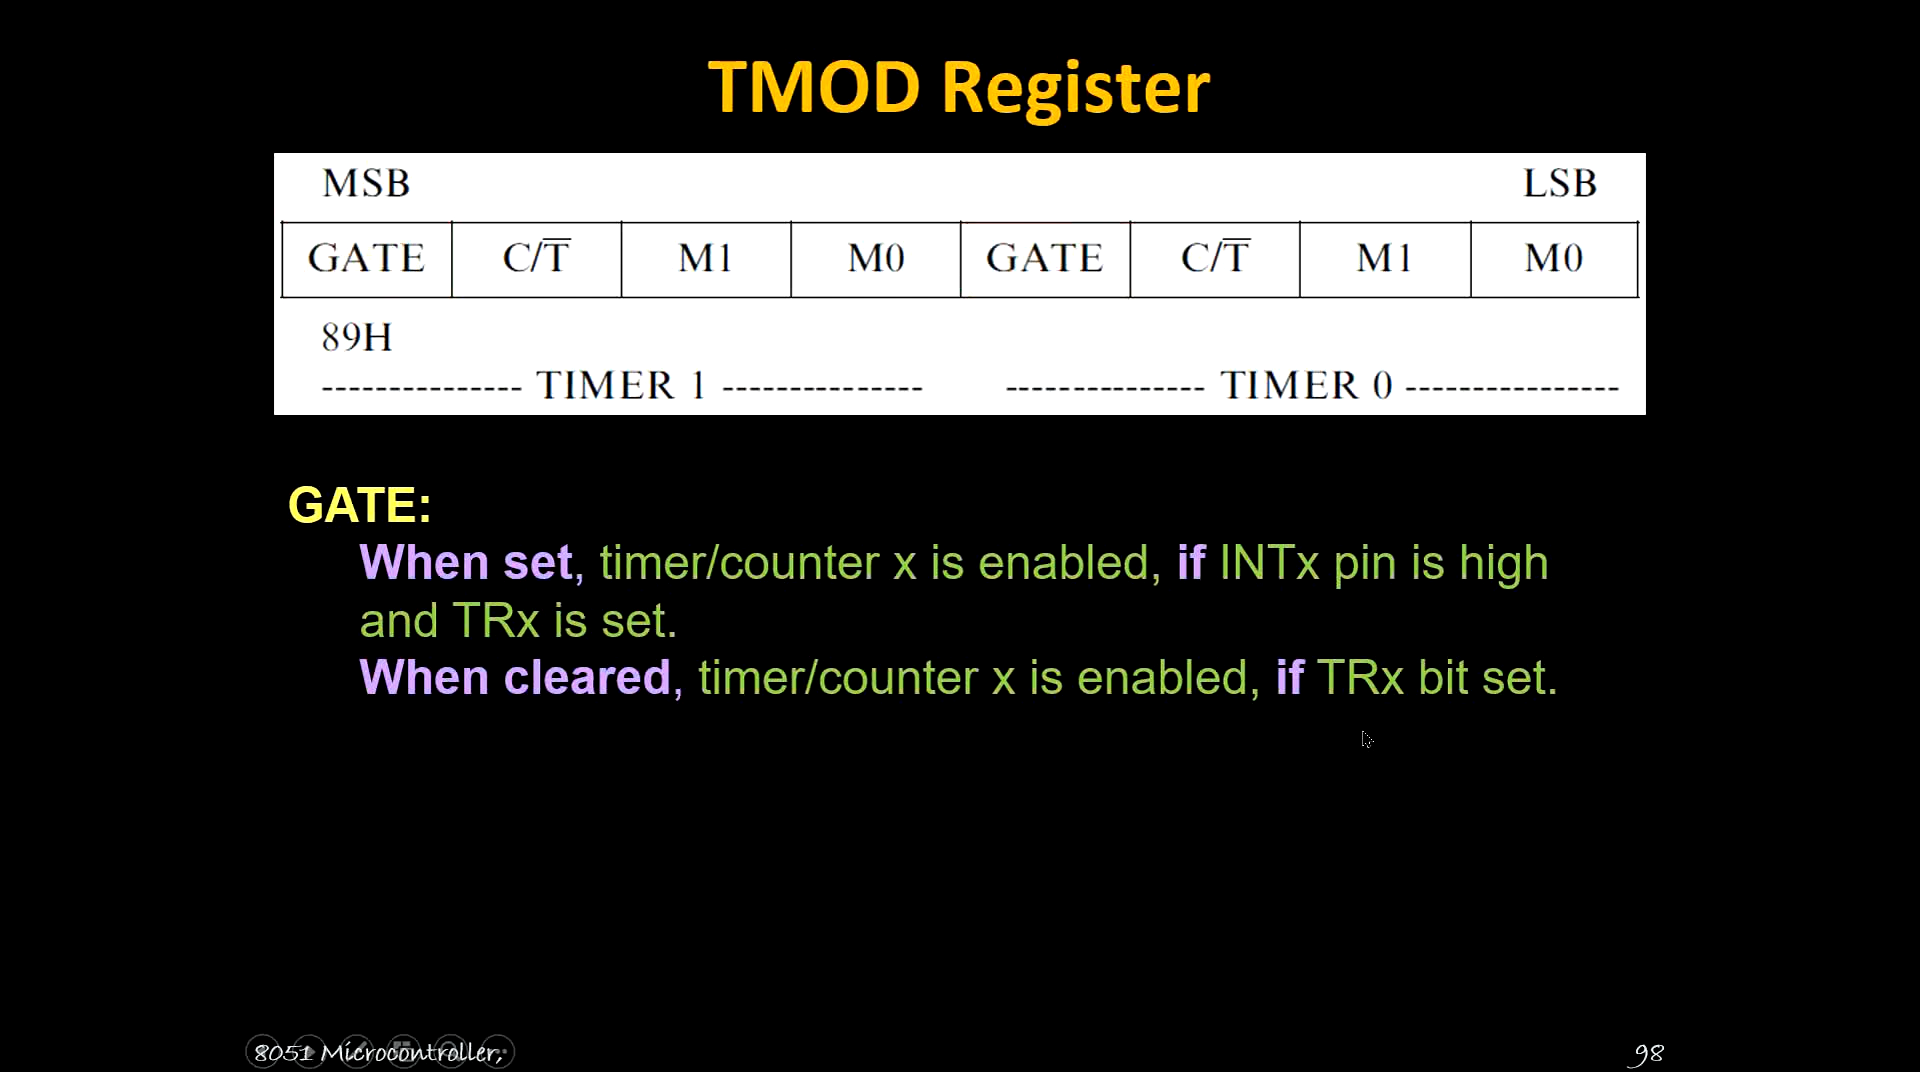 TMOD Register
MSB LSB
GATE C/T̅ M1 M0 GATE C/T̅ M1 M0
89H
--------------- TIMER 1 --------------- --------------- TIMER 0 ----------------
GATE:
When set, timer/counter x is enabled, if INTx pin is high
and TRx is set.
When cleared, timer/counter x is enabled, if TRx bit set.
8051 Microcontroller, 98